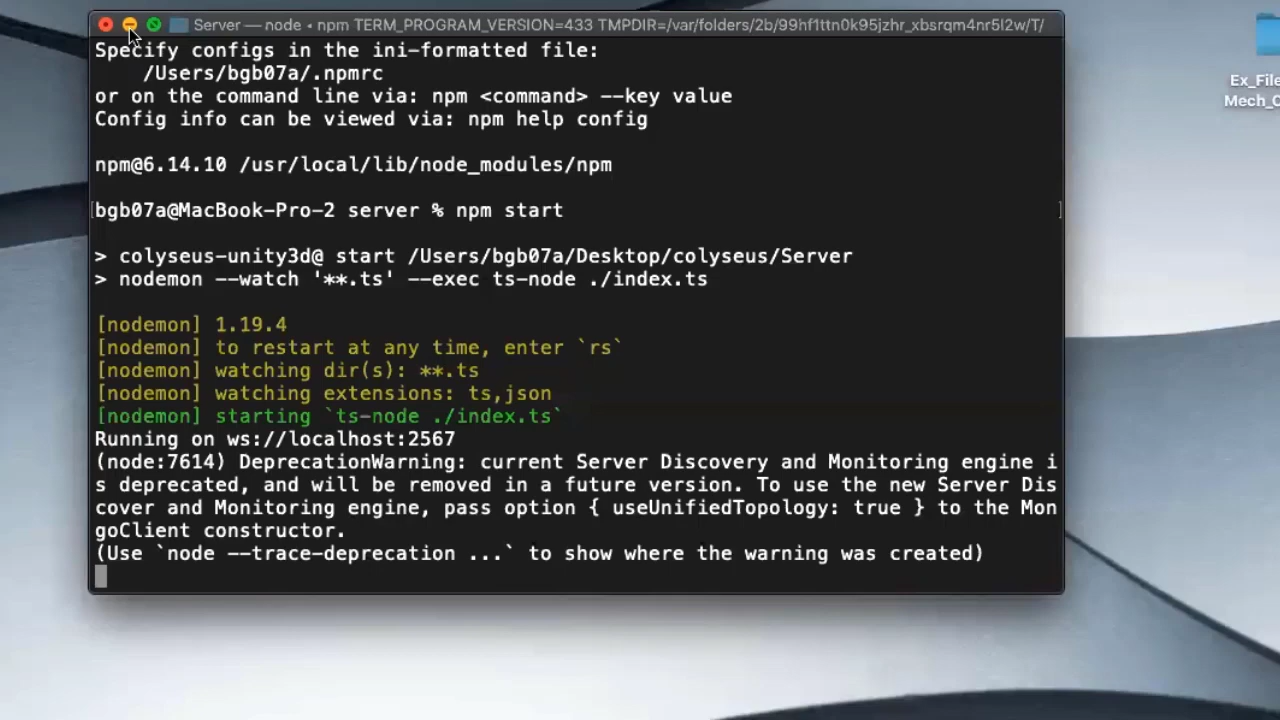 Server — node • npm TERM_PROGRAM_VERSION=433 TMPDIR=/var/folders/2b/99hf1ttn0k95jzhr_xbsrqm4nr5l2w/T/
Specify configs in the ini-formatted file:
/Users/bgb07a/.npmrc
or on the command line via: npm <command> --key value
Config info can be viewed via: npm help config
npm@6.14.10 /usr/local/lib/node_modules/npm
bgb07a@MacBook-Pro-2 server % npm start
> colyseus-unity3d@ start /Users/bgb07a/Desktop/colyseus/Server
> nodemon --watch '**.ts' --exec ts-node ./index.ts
[nodemon] 1.19.4
[nodemon] to restart at any time, enter `rs`
[nodemon] watching dir(s): **.ts
[nodemon] watching extensions: ts,json
[nodemon] starting `ts-node ./index.ts`
Running on ws://localhost:2567
(node:7614) DeprecationWarning: current Server Discovery and Monitoring engine i
s deprecated, and will be removed in a future version. To use the new Server Dis
cover and Monitoring engine, pass option { useUnifiedTopology: true } to the Mon
goClient constructor.
(Use `node --trace-deprecation ...` to show where the warning was created)
Ex_File
Mech_C